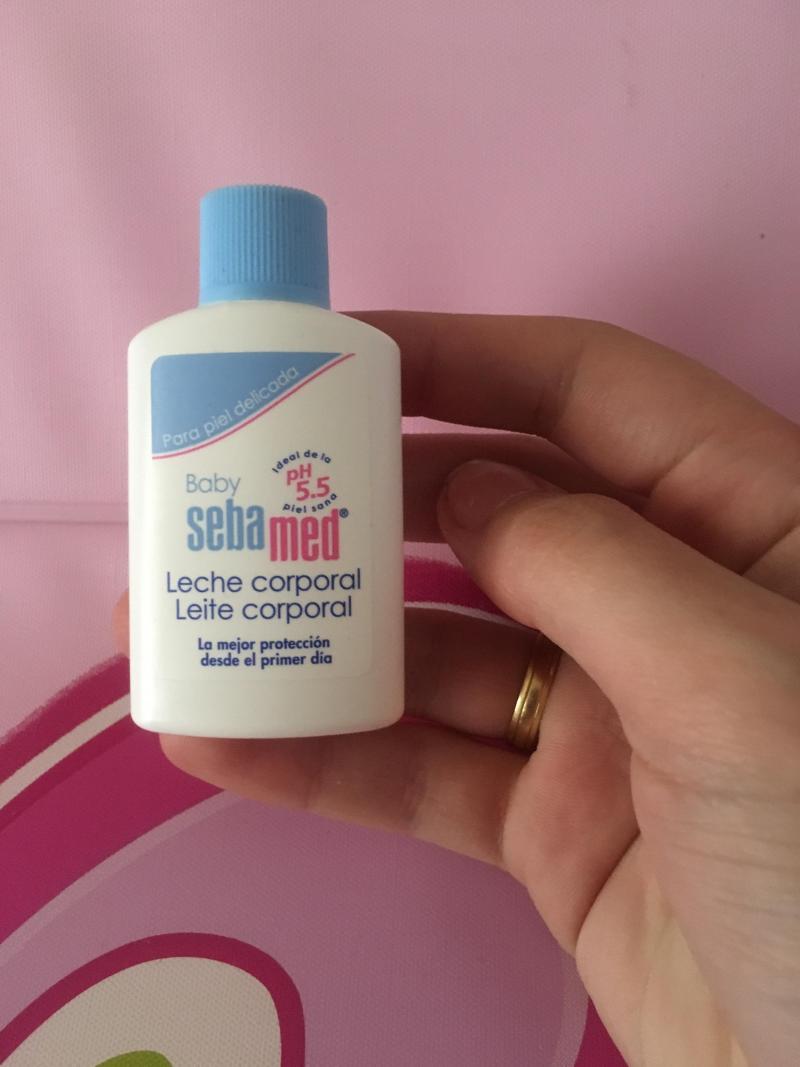 Para piel delicada
Baby
Ideal de la
pH
5.5
piel sana
sebamed®
Leche corporal
Leite corporal
La mejor protección
desde el primer día